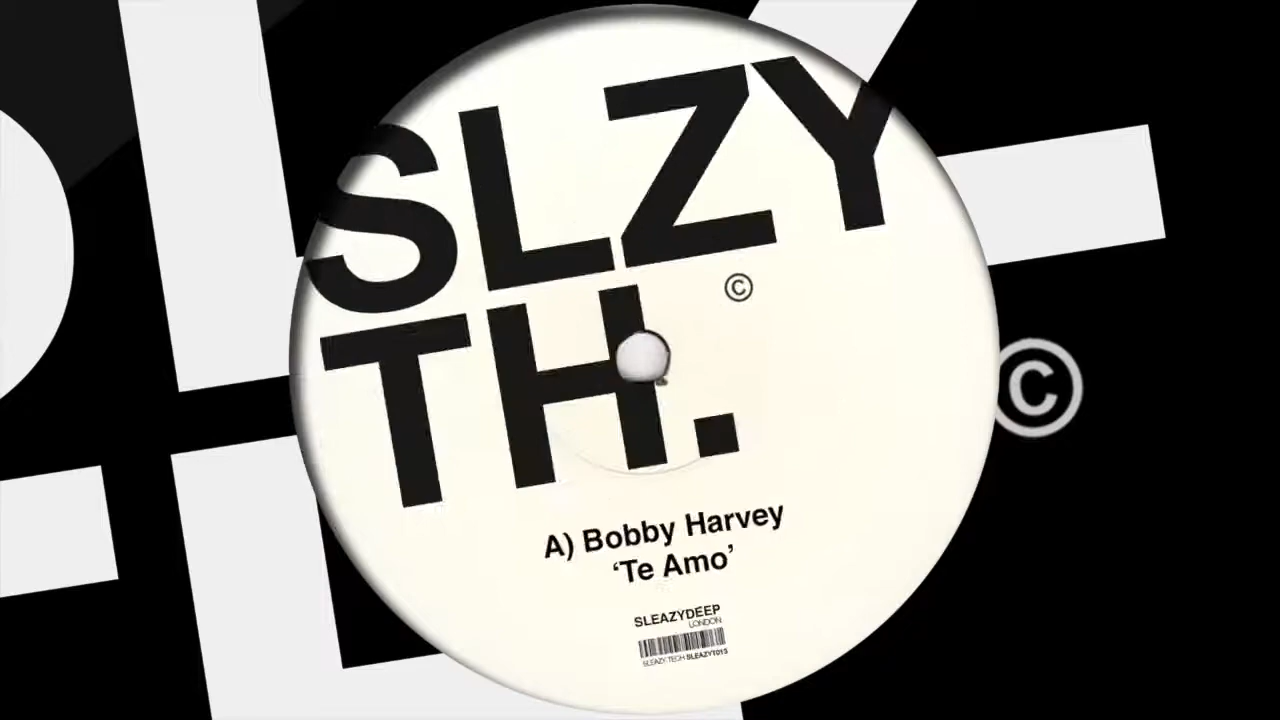 SLZY
©
TH.
©
A) Bobby Harvey
‘Te Amo’
SLEAZYDEEP
LONDON
SLEAZY TECH SLEAZYT015